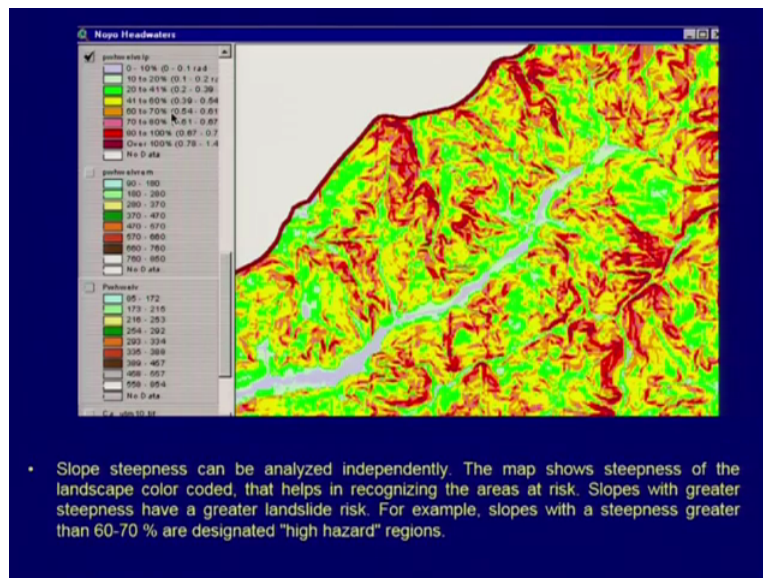 Noyo Headwaters
0 - 10% (0 - 0.1 rad
10 to 20% (0.1 - 0.2 ra
20 to 41% (0.2 - 0.39
41 to 60% (0.39 - 0.54
60 to 70% (0.54 - 0.61
70 to 80% (0.61 - 0.67
80 to 100% (0.67 - 0.7
Over 100% (0.78 - 1.4
No Data
90 - 180
180 - 280
280 - 370
370 - 470
470 - 570
570 - 660
660 - 760
760 - 850
No Data
85 - 172
173 - 215
216 - 253
254 - 292
293 - 334
335 - 388
389 - 467
468 - 557
558 - 854
No Data
• Slope steepness can be analyzed independently. The map shows steepness of the
landscape color coded, that helps in recognizing the areas at risk. Slopes with greater
steepness have a greater landslide risk. For example, slopes with a steepness greater
than 60-70 % are designated "high hazard" regions.